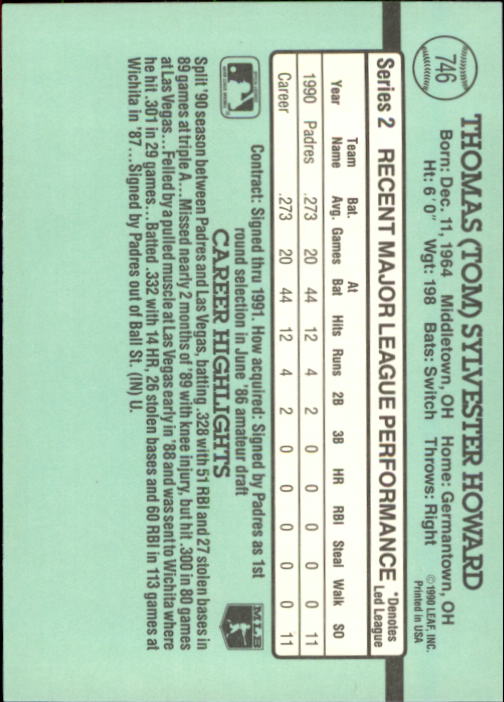 746
THOMAS (TOM) SYLVESTER HOWARD
Born: Dec. 11, 1964 Middletown, OH Home: Germantown, OH
Ht: 6'0" Wgt: 198 Bats: Switch Throws: Right
©1990 LEAF, INC.
Printed in USA
Series 2 RECENT MAJOR LEAGUE PERFORMANCE *Denotes Led League
Year Team Name Bat. Avg. Games At Bat Hits Runs 2B 3B HR RBI Steal Walk SO
1990 Padres .273 20 44 12 4 2 0 0 0 0 0 11
Career .273 20 44 12 4 2 0 0 0 0 0 11
Contract: Signed thru 1991. How acquired: Signed by Padres as 1st
round selection in June '86 amateur draft
CAREER HIGHLIGHTS
MLB
Split '90 season between Padres and Las Vegas, batting .328 with 51 RBI and 27 stolen bases in
89 games at triple A...Missed nearly 2 months of '89 with knee injury, but hit .300 in 80 games
at Las Vegas....Felled by a pulled muscle at Las Vegas early in '88 and was sent to Wichita where
he hit .301 in 29 games...Batted .332 with 14 HR, 26 stolen bases and 60 RBI in 113 games at
Wichita in '87...Signed by Padres out of Ball St. (IN) U.